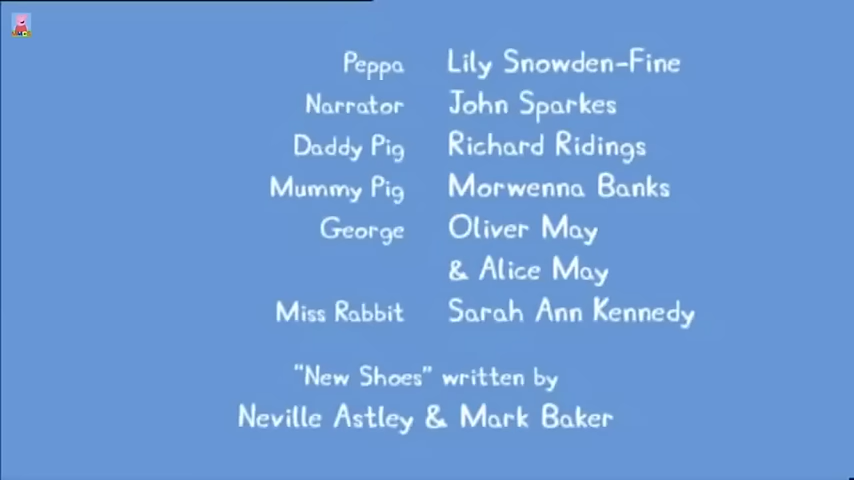 Peppa Lily Snowden-Fine
Narrator John Sparkes
Daddy Pig Richard Ridings
Mummy Pig Morwenna Banks
George Oliver May
& Alice May
Miss Rabbit Sarah Ann Kennedy
"New Shoes" written by
Neville Astley & Mark Baker